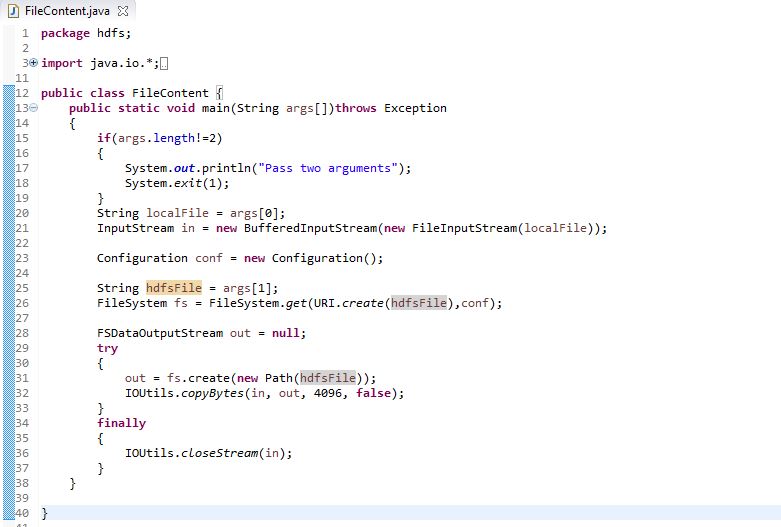 FileContent.java
1 package hdfs;
2
3 import java.io.*;
11
12 public class FileContent {
13     public static void main(String args[])throws Exception
14     {
15         if(args.length!=2)
16         {
17             System.out.println("Pass two arguments");
18             System.exit(1);
19         }
20         String localFile = args[0];
21         InputStream in = new BufferedInputStream(new FileInputStream(localFile));
22
23         Configuration conf = new Configuration();
24
25         String hdfsFile = args[1];
26         FileSystem fs = FileSystem.get(URI.create(hdfsFile),conf);
27
28         FSDataOutputStream out = null;
29         try
30         {
31             out = fs.create(new Path(hdfsFile));
32             IOUtils.copyBytes(in, out, 4096, false);
33         }
34         finally
35         {
36             IOUtils.closeStream(in);
37         }
38     }
39
40 }
41